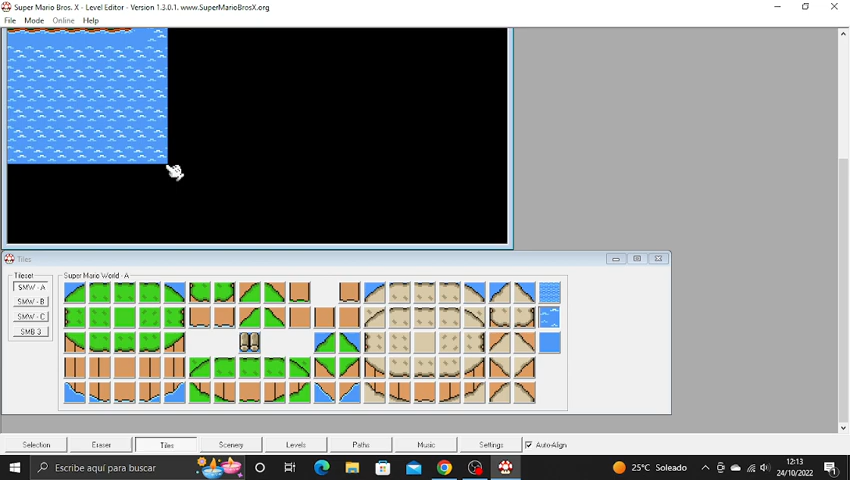 Super Mario Bros. X - Level Editor - Version 1.3.0.1. www.SuperMarioBrosX.org
File Mode Online Help
Tiles
Tileset
SMW - A
SMW - B
SMW - C
SMB 3
Super Mario World - A
Selection Eraser Tiles Scenery Levels Paths Music Settings Auto-Align
Escribe aquí para buscar
25°C Soleado
12:13
24/10/2022